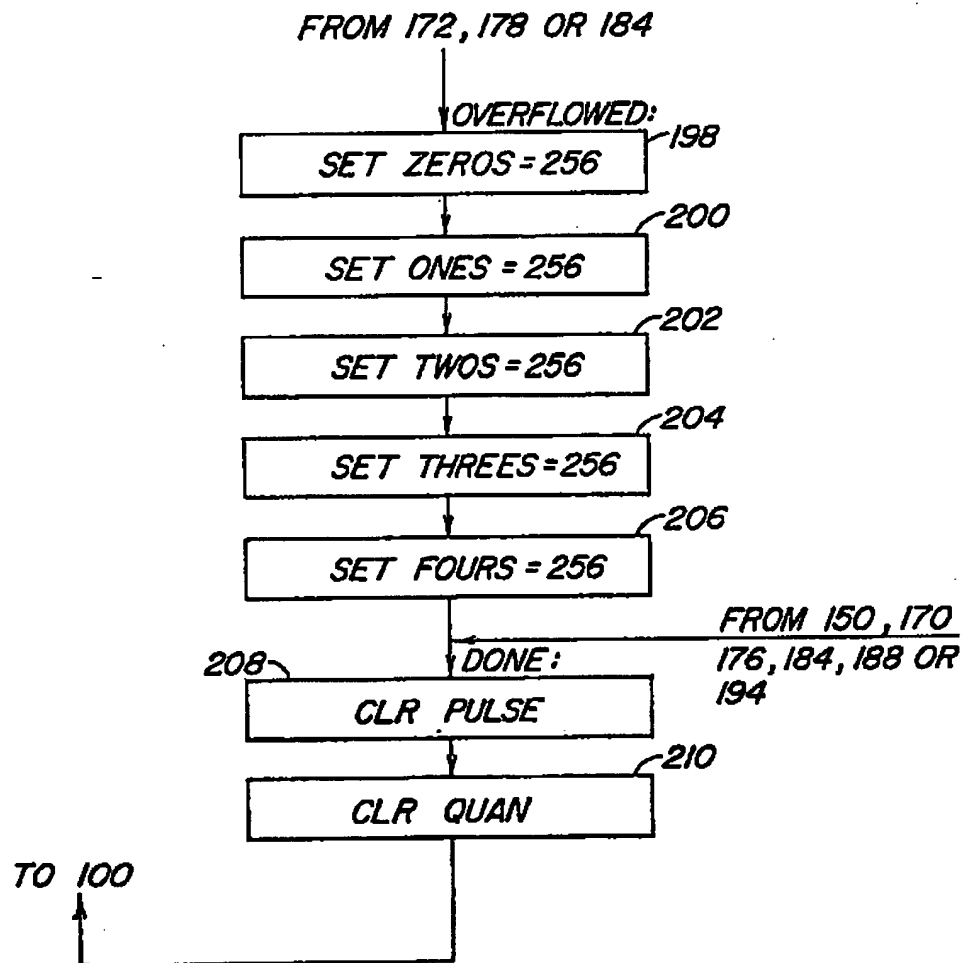 FROM 172, 178 OR 184
OVERFLOWED:
198
SET ZEROS = 256
200
SET ONES = 256
202
SET TWOS = 256
204
SET THREES = 256
206
SET FOURS = 256
FROM 150, 170
176, 184, 188 OR
194
DONE:
208
CLR PULSE
210
CLR QUAN
TO 100